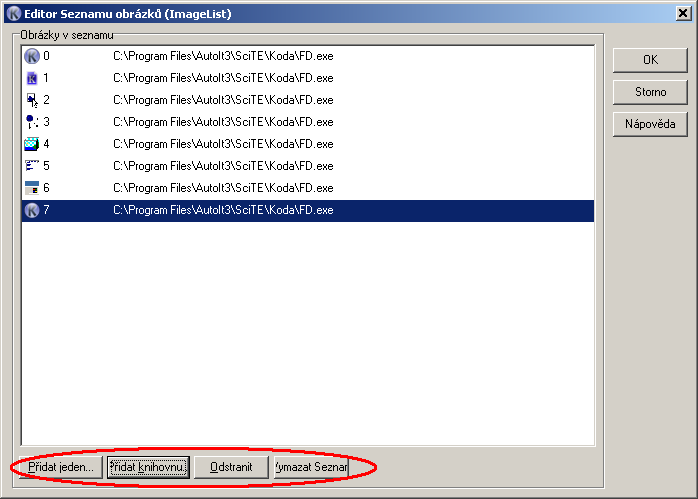 Editor Seznamu obrázků (ImageList)
Obrázky v seznamu
0 C:\Program Files\AutoIt3\SciTE\Koda\FD.exe
1 C:\Program Files\AutoIt3\SciTE\Koda\FD.exe
2 C:\Program Files\AutoIt3\SciTE\Koda\FD.exe
3 C:\Program Files\AutoIt3\SciTE\Koda\FD.exe
4 C:\Program Files\AutoIt3\SciTE\Koda\FD.exe
5 C:\Program Files\AutoIt3\SciTE\Koda\FD.exe
6 C:\Program Files\AutoIt3\SciTE\Koda\FD.exe
7 C:\Program Files\AutoIt3\SciTE\Koda\FD.exe
OK
Storno
Nápověda
Přidat jeden... Přidat knihovnu. Odstranit Vymazat Seznam